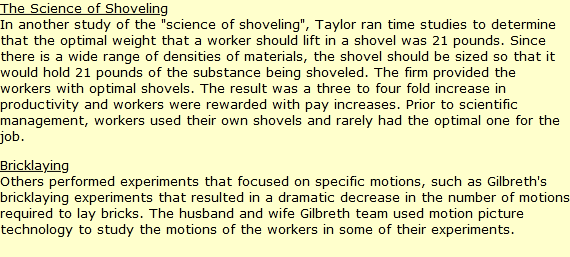 The Science of Shoveling
In another study of the "science of shoveling", Taylor ran time studies to determine
that the optimal weight that a worker should lift in a shovel was 21 pounds. Since
there is a wide range of densities of materials, the shovel should be sized so that it
would hold 21 pounds of the substance being shoveled. The firm provided the
workers with optimal shovels. The result was a three to four fold increase in
productivity and workers were rewarded with pay increases. Prior to scientific
management, workers used their own shovels and rarely had the optimal one for the
job.
Bricklaying
Others performed experiments that focused on specific motions, such as Gilbreth's
bricklaying experiments that resulted in a dramatic decrease in the number of motions
required to lay bricks. The husband and wife Gilbreth team used motion picture
technology to study the motions of the workers in some of their experiments.